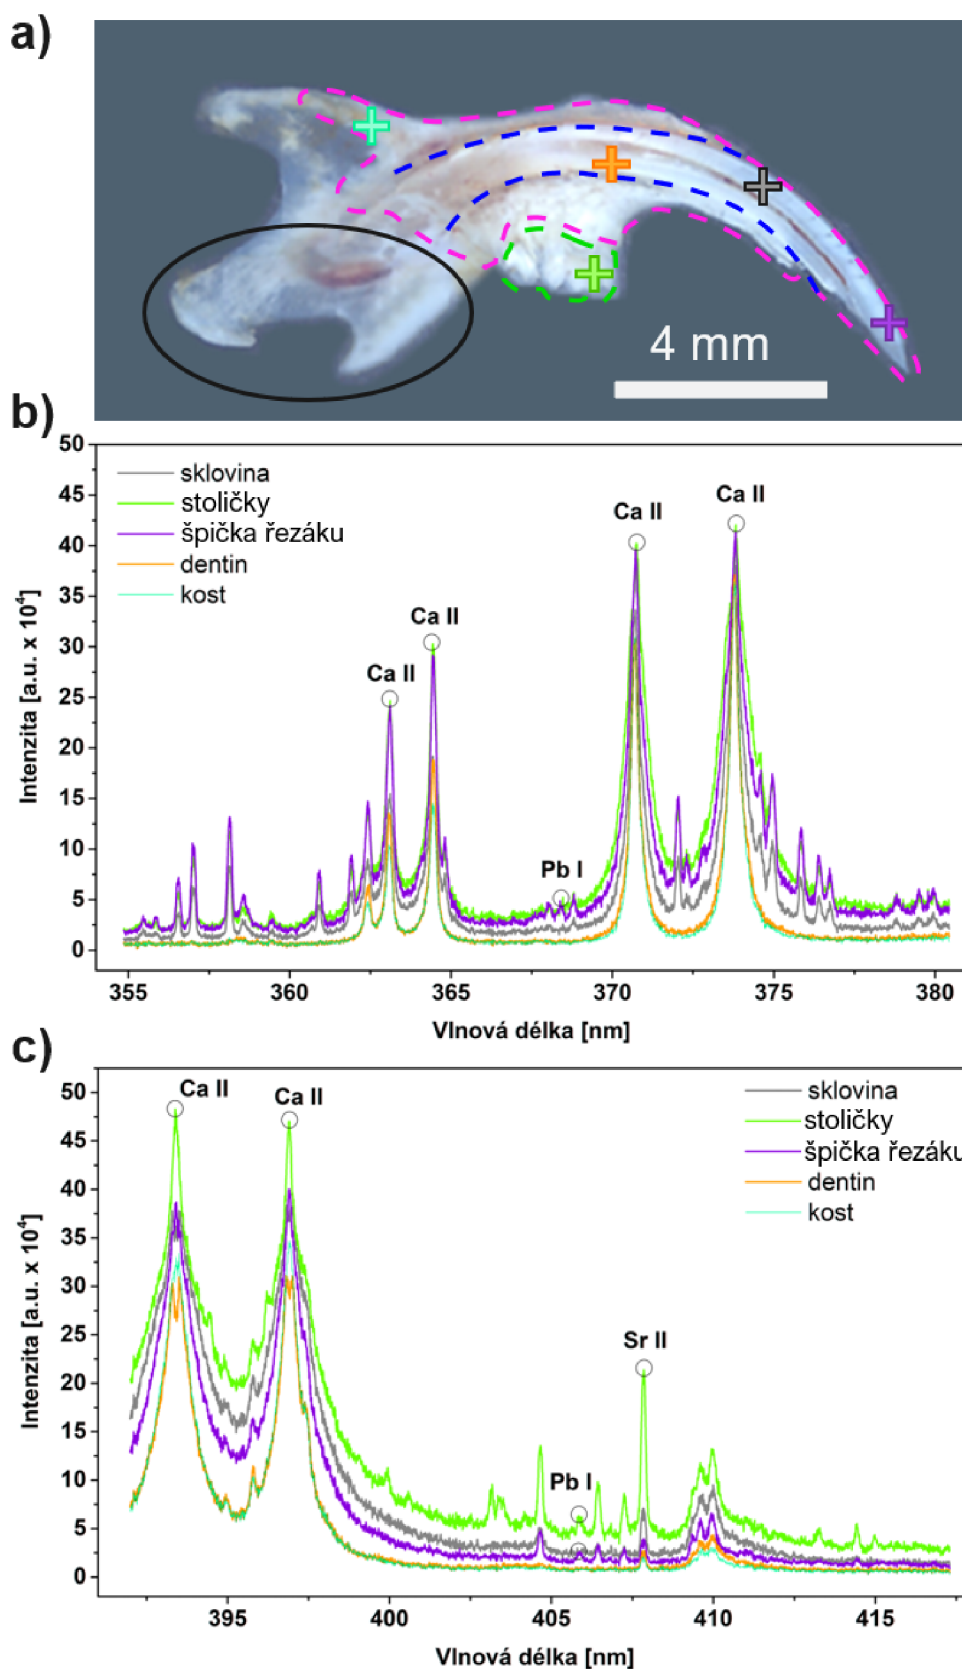 a)
4 mm
b)
50
45
40
35
30
25
20
15
10
5
0
Intenzita [a.u. x 10⁴]
sklovina
stoličky
špička řezáku
dentin
kost
Ca II
Ca II
Ca II
Ca II
Pb I
355 360 365 370 375 380
Vlnová délka [nm]
c)
50
45
40
35
30
25
20
15
10
5
0
Intenzita [a.u. x 10⁴]
Ca II
Ca II
Sr II
Pb I
sklovina
stoličky
špička řezáku
dentin
kost
395 400 405 410 415
Vlnová délka [nm]